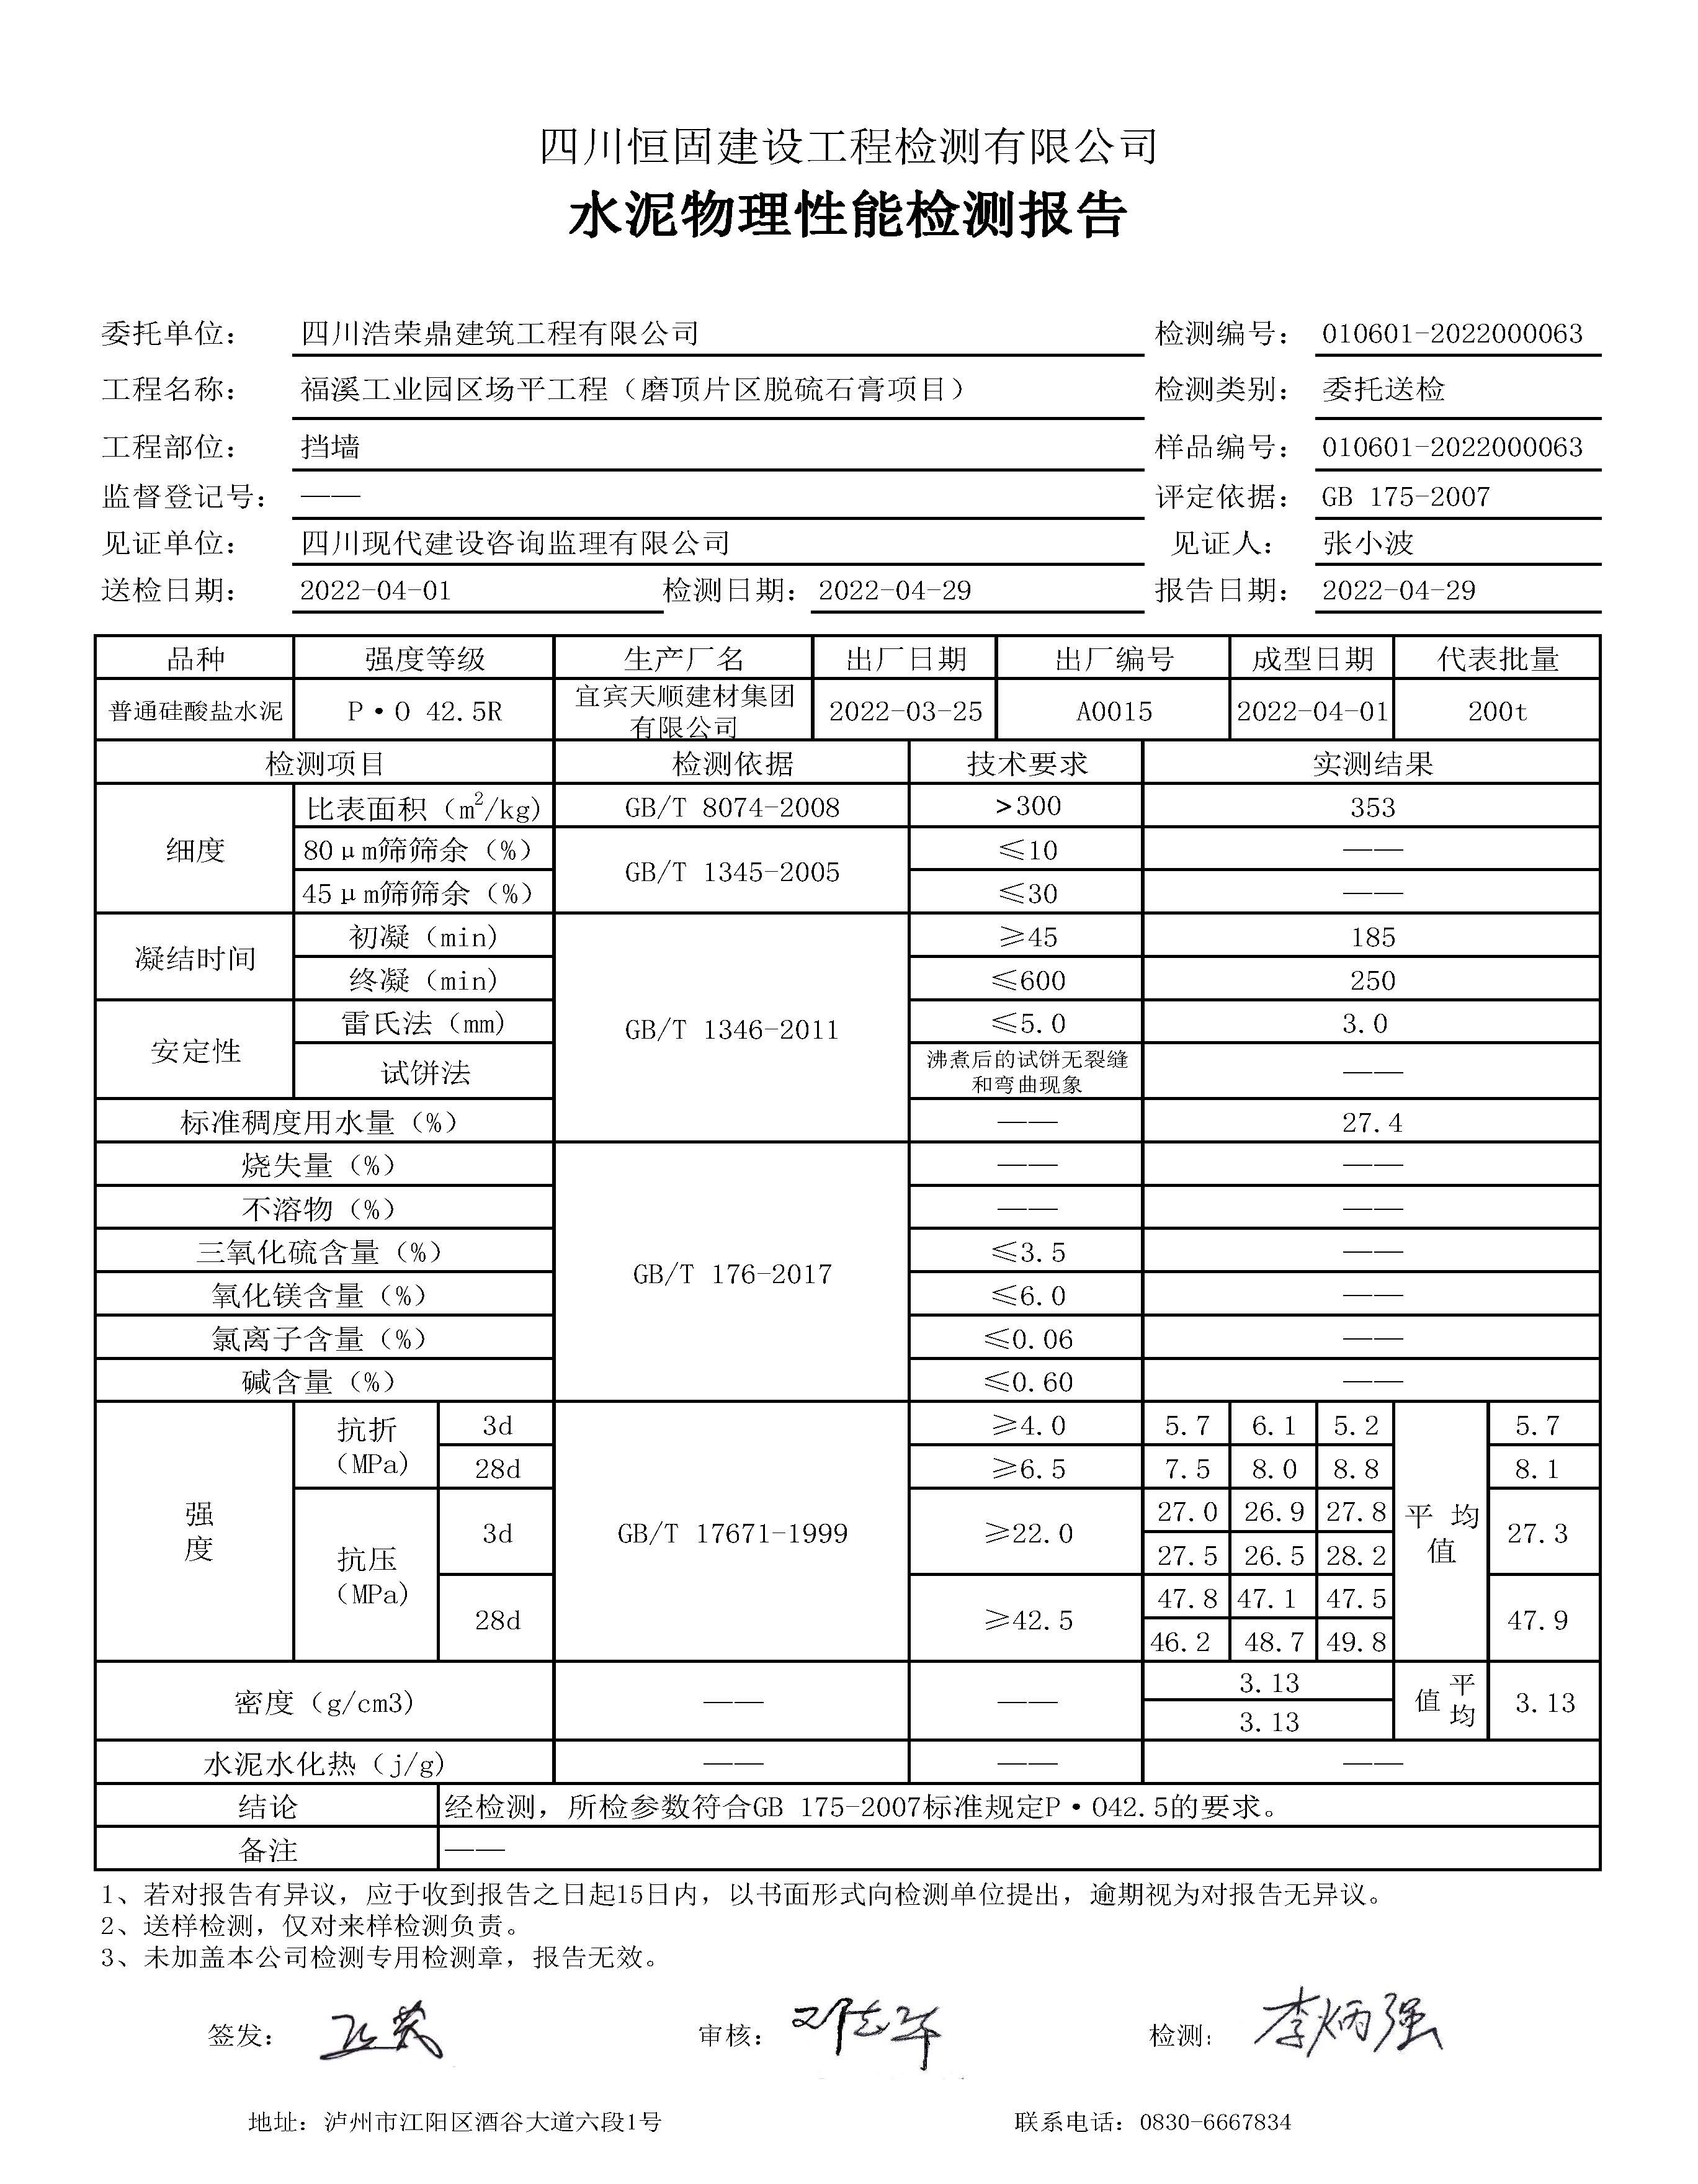 四川恒固建设工程检测有限公司
水泥物理性能检测报告
委托单位： 四川浩荣鼎建筑工程有限公司 检测编号： 010601-2022000063
工程名称： 福溪工业园区场平工程（磨顶片区脱硫石膏项目） 检测类别： 委托送检
工程部位： 挡墙 样品编号： 010601-2022000063
监督登记号： —— 评定依据： GB 175-2007
见证单位： 四川现代建设咨询监理有限公司 见证人： 张小波
送检日期： 2022-04-01 检测日期： 2022-04-29 报告日期： 2022-04-29
品种 强度等级 生产厂名 出厂日期 出厂编号 成型日期 代表批量
普通硅酸盐水泥 P·O 42.5R 宜宾天顺建材集团 2022-03-25 A0015 2022-04-01 200t
有限公司
检测项目 检测依据 技术要求 实测结果
细度 比表面积（m²/kg) GB/T 8074-2008 >300 353
80μm筛筛余（%） GB/T 1345-2005 ≤10 ——
45μm筛筛余（%） ≤30 ——
凝结时间 初凝（min) GB/T 1346-2011 ≥45 185
终凝（min) ≤600 250
安定性 雷氏法（mm) ≤5.0 3.0
试饼法 沸煮后的试饼无裂缝 ——
和弯曲现象
标准稠度用水量（%） —— 27.4
烧失量（%） GB/T 176-2017 —— ——
不溶物（%） —— ——
三氧化硫含量（%） ≤3.5 ——
氧化镁含量（%） ≤6.0 ——
氯离子含量（%） ≤0.06 ——
碱含量（%） ≤0.60 ——
强度 抗折（MPa) 3d GB/T 17671-1999 ≥4.0 5.7 6.1 5.2 平均值 5.7
28d ≥6.5 7.5 8.0 8.8 8.1
抗压（MPa) 3d ≥22.0 27.0 26.9 27.8 27.3
27.5 26.5 28.2
28d ≥42.5 47.8 47.1 47.5 47.9
46.2 48.7 49.8
密度（g/cm3) —— —— 3.13 平均值 3.13
3.13
水泥水化热（j/g) —— —— ——
结论 经检测，所检参数符合GB 175-2007标准规定P·O42.5的要求。
备注 ——
1、若对报告有异议，应于收到报告之日起15日内，以书面形式向检测单位提出，逾期视为对报告无异议。
2、送样检测，仅对来样检测负责。
3、未加盖本公司检测专用检测章，报告无效。
签发： 审核： 检测： 李炳强
地址：泸州市江阳区酒谷大道六段1号 联系电话：0830-6667834